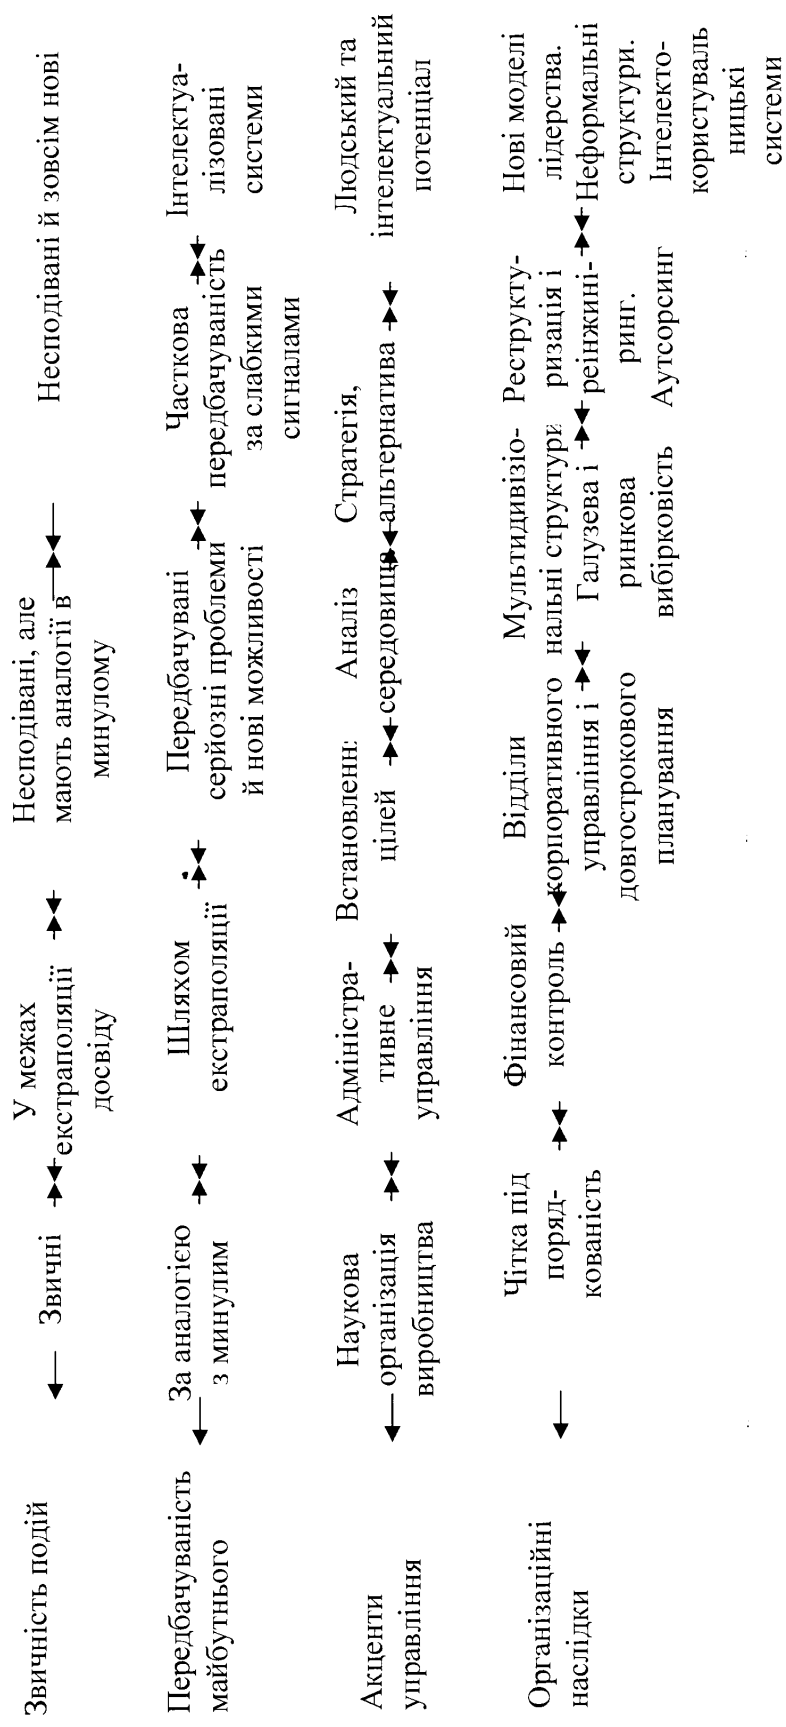 Звичність подій
Звичні
У межах
екстраполяції
досвіду
Несподівані, але
мають аналогії в
минулому
Несподівані й зовсім нові
Передбачуваність
майбутнього
За аналогією
з минулим
Шляхом
екстраполяції
Передбачувані
серйозні проблеми
й нові можливості
Часткова
передбачуваність
за слабкими
сигналами
Інтелектуа-
лізовані
системи
Акценти
управління
Наукова
організація
виробництва
Адміністра-
тивне
управління
Встановленн:
цілей
Аналіз
середовища
Стратегія,
альтернатива
Людський та
інтелектуальний
потенціал
Організаційні
наслідки
Чітка під
поряд-
кованість
Фінансовий
контроль
Відділи
корпоративного
управління і
довгострокового
планування
Мультидивізіо-
нальні структури
Галузева і
ринкова
вибірковість
Реструкту-
ризація і
реінжині-
ринг.
Аутсорсинг
Нові моделі
лідерства.
Неформальні
структури.
Інтелекто-
користуваль
ницькі
системи